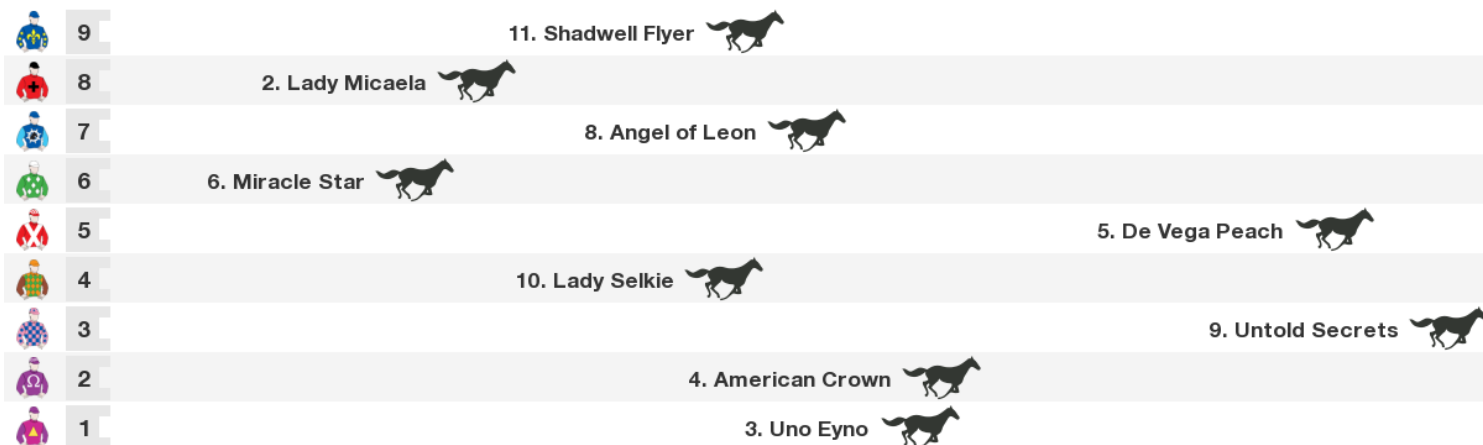 9 11. Shadwell Flyer
8 2. Lady Micaela
7 8. Angel of Leon
6 6. Miracle Star
5 5. De Vega Peach
4 10. Lady Selkie
3 9. Untold Secrets
2 Ω 4. American Crown
1 3. Uno Eyno